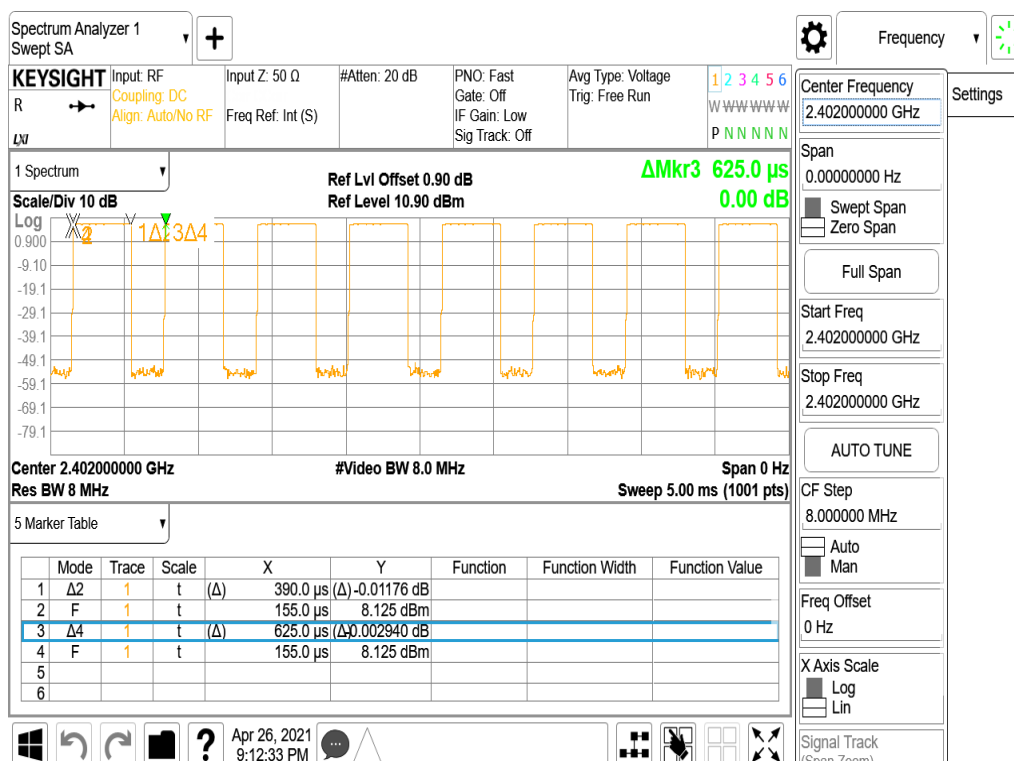 Spectrum Analyzer 1
Swept SA
+
Frequency
Settings
KEYSIGHT
R
LXI
Input: RF
Coupling: DC
Align: Auto/No RF
Input Z: 50 Ω
Freq Ref: Int (S)
#Atten: 20 dB
PNO: Fast
Gate: Off
IF Gain: Low
Sig Track: Off
Avg Type: Voltage
Trig: Free Run
1 2 3 4 5 6
W W W W W W
P N N N N N
1 Spectrum
Scale/Div 10 dB
Ref Lvl Offset 0.90 dB
Ref Level 10.90 dBm
ΔMkr3 625.0 µs
0.00 dB
Log
0.900
-9.10
-19.1
-29.1
-39.1
-49.1
-59.1
-69.1
-79.1
1Δ2 3Δ4
Center 2.402000000 GHz
#Video BW 8.0 MHz
Span 0 Hz
Res BW 8 MHz
Sweep 5.00 ms (1001 pts)
5 Marker Table
Mode Trace Scale X Y Function Function Width Function Value
1 Δ2 1 t (Δ) 390.0 µs (Δ) -0.01176 dB
2 F 1 t 155.0 µs 8.125 dBm
3 Δ4 1 t (Δ) 625.0 µs (Δ) -0.002940 dB
4 F 1 t 155.0 µs 8.125 dBm
5
6
Apr 26, 2021
9:12:33 PM
Center Frequency
2.402000000 GHz
Span
0.00000000 Hz
Swept Span
Zero Span
Full Span
Start Freq
2.402000000 GHz
Stop Freq
2.402000000 GHz
AUTO TUNE
CF Step
8.000000 MHz
Auto
Man
Freq Offset
0 Hz
X Axis Scale
Log
Lin
Signal Track
(Span Zoom)